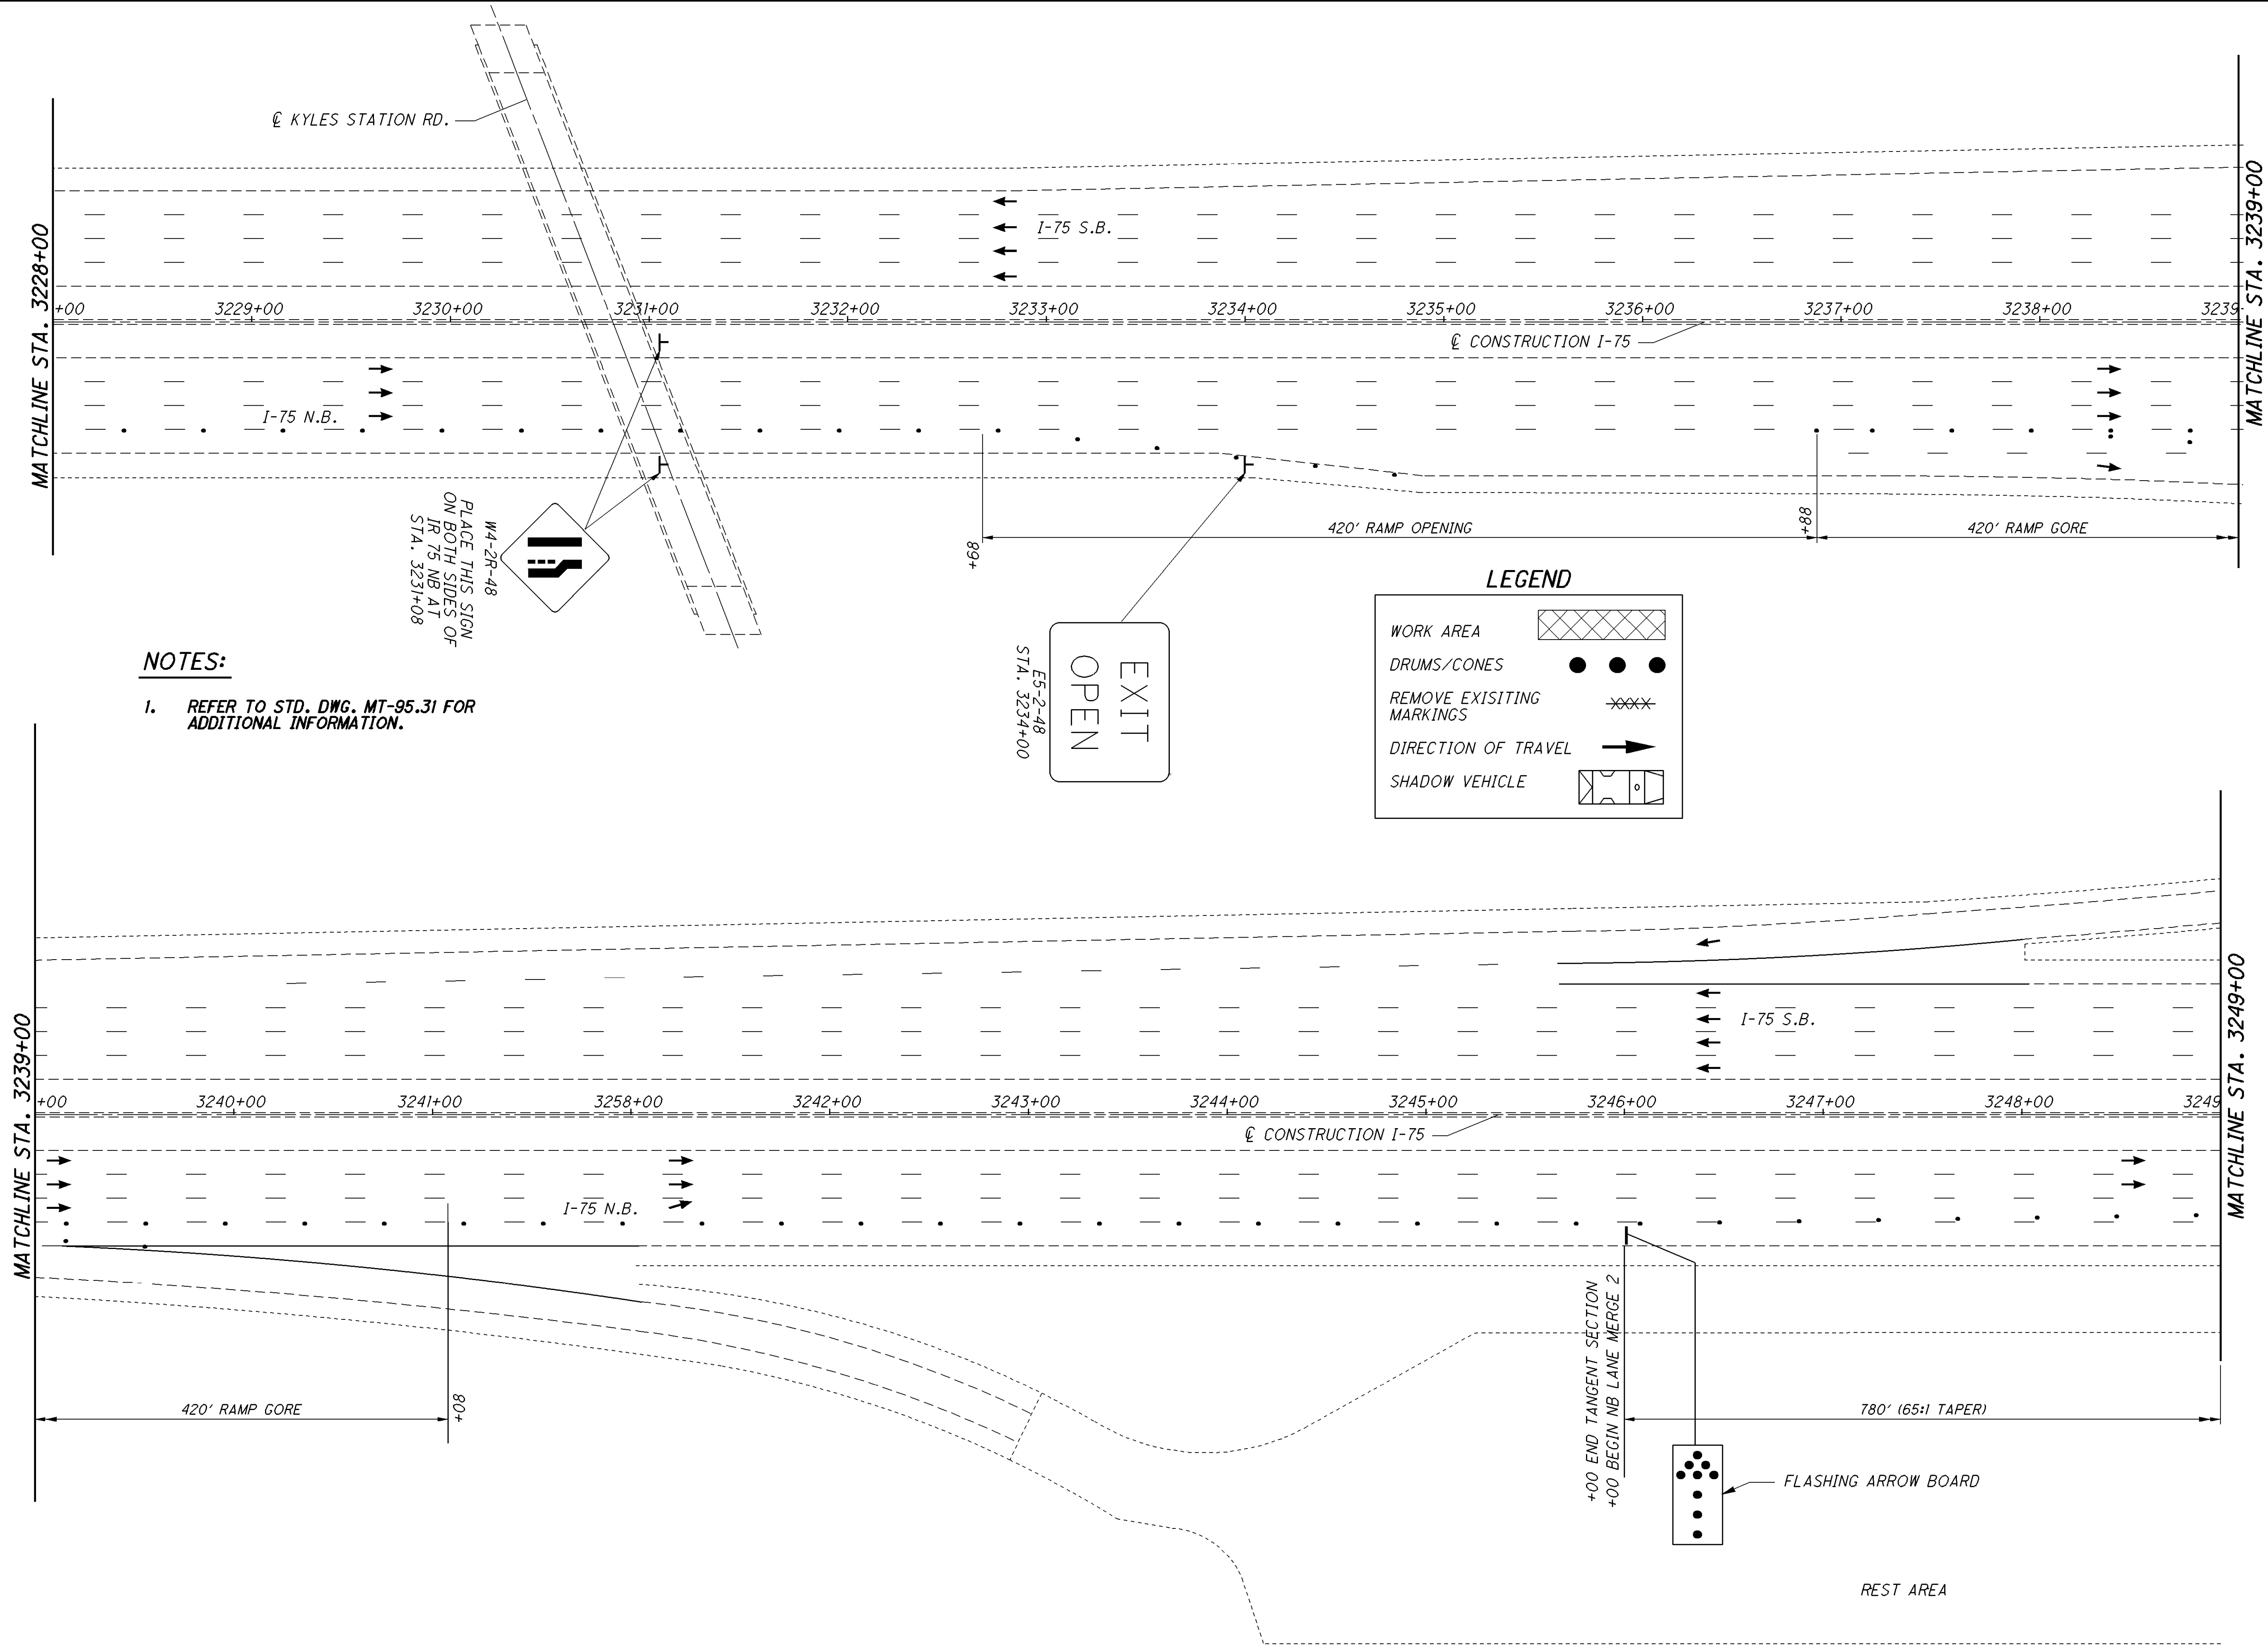 ℄ KYLES STATION RD.
MATCHLINE STA. 3228+00
MATCHLINE STA. 3239+00
I-75 S.B.
+00
3229+00
3230+00
3231+00
3232+00
3233+00
3234+00
3235+00
3236+00
3237+00
3238+00
3239
℄ CONSTRUCTION I-75
I-75 N.B.
+68
420' RAMP OPENING
+88
420' RAMP GORE
W4-2R-48
PLACE THIS SIGN
ON BOTH SIDES OF
IR 75 NB AT
STA. 3231+08
EXIT
OPEN
E5-2-48
STA. 3234+00
LEGEND
WORK AREA
DRUMS/CONES
REMOVE EXISITING
MARKINGS
DIRECTION OF TRAVEL
SHADOW VEHICLE
NOTES:
1. REFER TO STD. DWG. MT-95.31 FOR
ADDITIONAL INFORMATION.
MATCHLINE STA. 3239+00
MATCHLINE STA. 3249+00
I-75 S.B.
+00
3240+00
3241+00
3258+00
3242+00
3243+00
3244+00
3245+00
3246+00
3247+00
3248+00
3249
℄ CONSTRUCTION I-75
I-75 N.B.
420' RAMP GORE
+08
+00 END TANGENT SECTION
+00 BEGIN NB LANE MERGE 2
780' (65:1 TAPER)
FLASHING ARROW BOARD
REST AREA